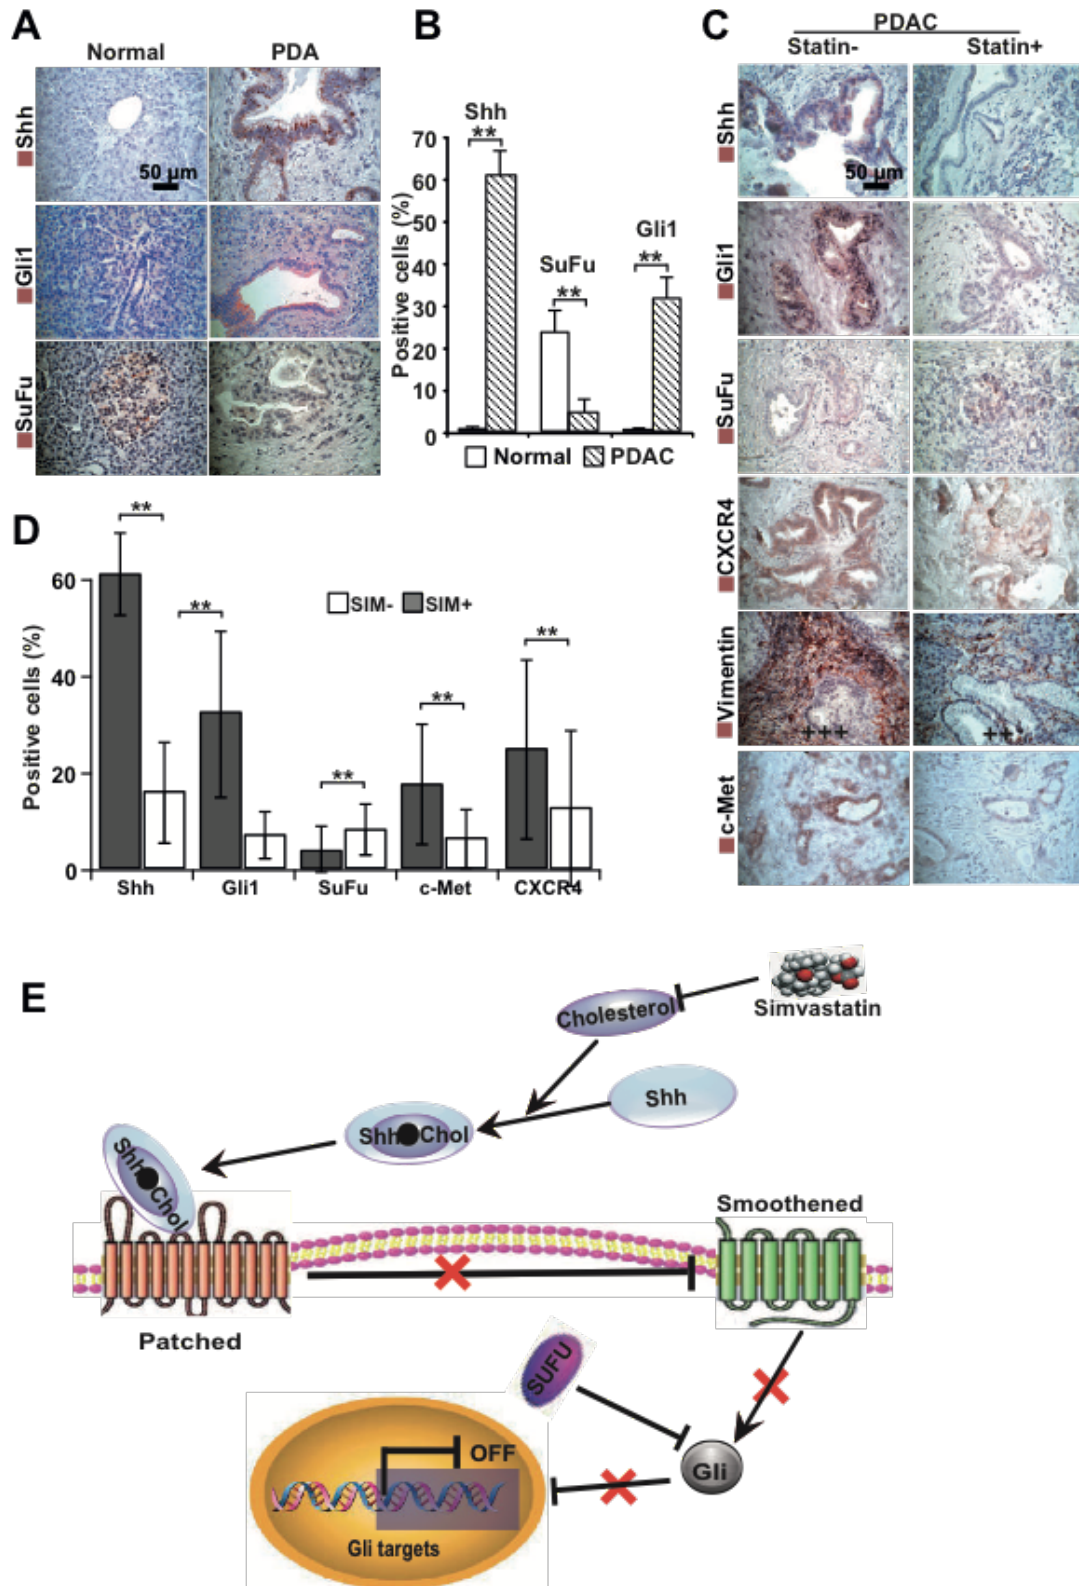 A
Normal
PDA
Shh
50 µm
Gli1
SuFu
B
Positive cells (%)
70
60
50
40
30
20
10
0
Shh
**
SuFu
**
Gli1
**
Normal
PDAC
C
PDAC
Statin-
Statin+
Shh
50 µm
Gli1
SuFu
CXCR4
Vimentin
+++
++
c-Met
D
Positive cells (%)
60
40
20
0
**
**
**
**
**
SIM-
SIM+
Shh
Gli1
SuFu
c-Met
CXCR4
E
Cholesterol
Simvastatin
Shh
Shh Chol
Shh Chol
Smoothened
Patched
SUFU
OFF
Gli
Gli targets